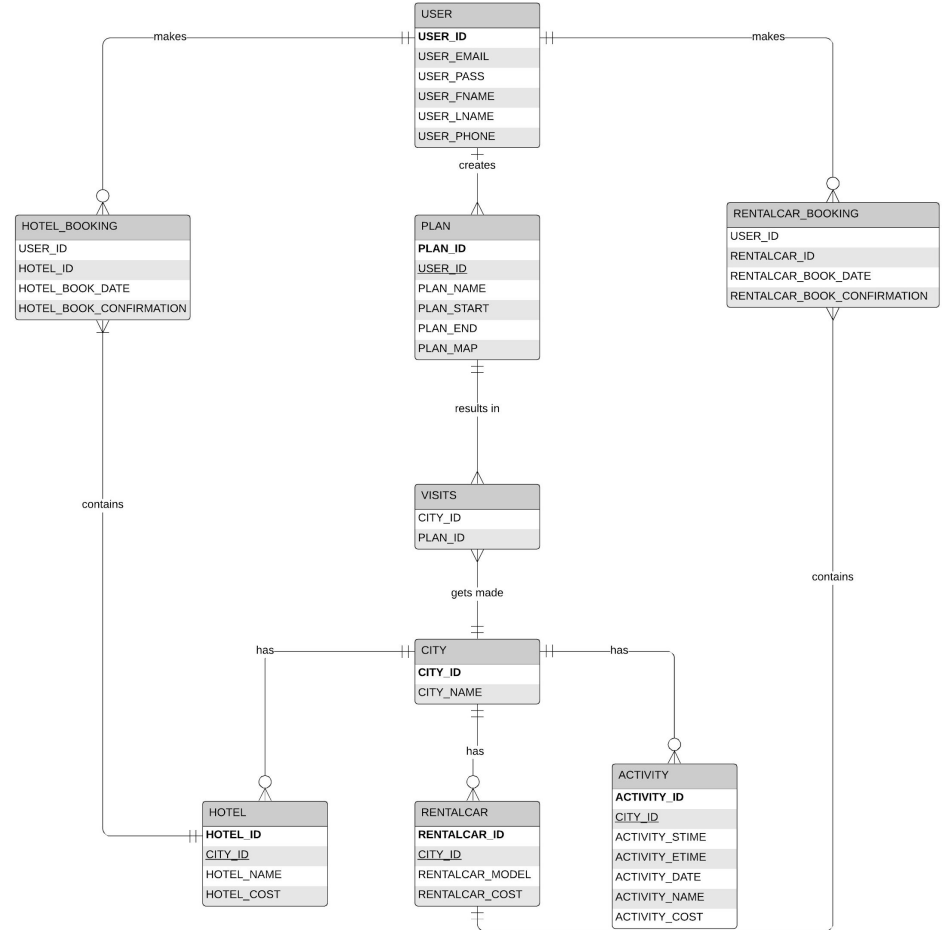 USER
USER_ID
USER_EMAIL
USER_PASS
USER_FNAME
USER_LNAME
USER_PHONE
makes
makes
creates
HOTEL_BOOKING
USER_ID
HOTEL_ID
HOTEL_BOOK_DATE
HOTEL_BOOK_CONFIRMATION
PLAN
PLAN_ID
USER_ID
PLAN_NAME
PLAN_START
PLAN_END
PLAN_MAP
RENTALCAR_BOOKING
USER_ID
RENTALCAR_ID
RENTALCAR_BOOK_DATE
RENTALCAR_BOOK_CONFIRMATION
results in
contains
VISITS
CITY_ID
PLAN_ID
contains
gets made
has
CITY
CITY_ID
CITY_NAME
has
has
HOTEL
HOTEL_ID
CITY_ID
HOTEL_NAME
HOTEL_COST
RENTALCAR
RENTALCAR_ID
CITY_ID
RENTALCAR_MODEL
RENTALCAR_COST
ACTIVITY
ACTIVITY_ID
CITY_ID
ACTIVITY_STIME
ACTIVITY_ETIME
ACTIVITY_DATE
ACTIVITY_NAME
ACTIVITY_COST